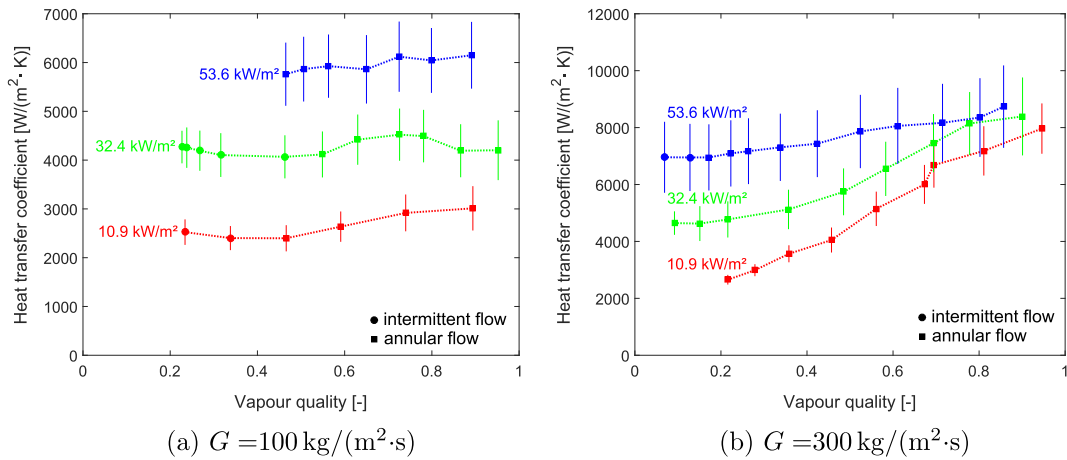 7000
6000
5000
4000
3000
2000
1000
0
0
0.2
0.4
0.6
0.8
1
Heat transfer coefficient [W/(m²· K)]
Vapour quality [-]
53.6 kW/m²
32.4 kW/m²
10.9 kW/m²
intermittent flow
annular flow
(a) G =100 kg/(m²·s)
12000
10000
8000
6000
4000
2000
0
0
0.2
0.4
0.6
0.8
1
Heat transfer coefficient [W/(m²· K)]
Vapour quality [-]
53.6 kW/m²
32.4 kW/m²
10.9 kW/m²
intermittent flow
annular flow
(b) G =300 kg/(m²·s)